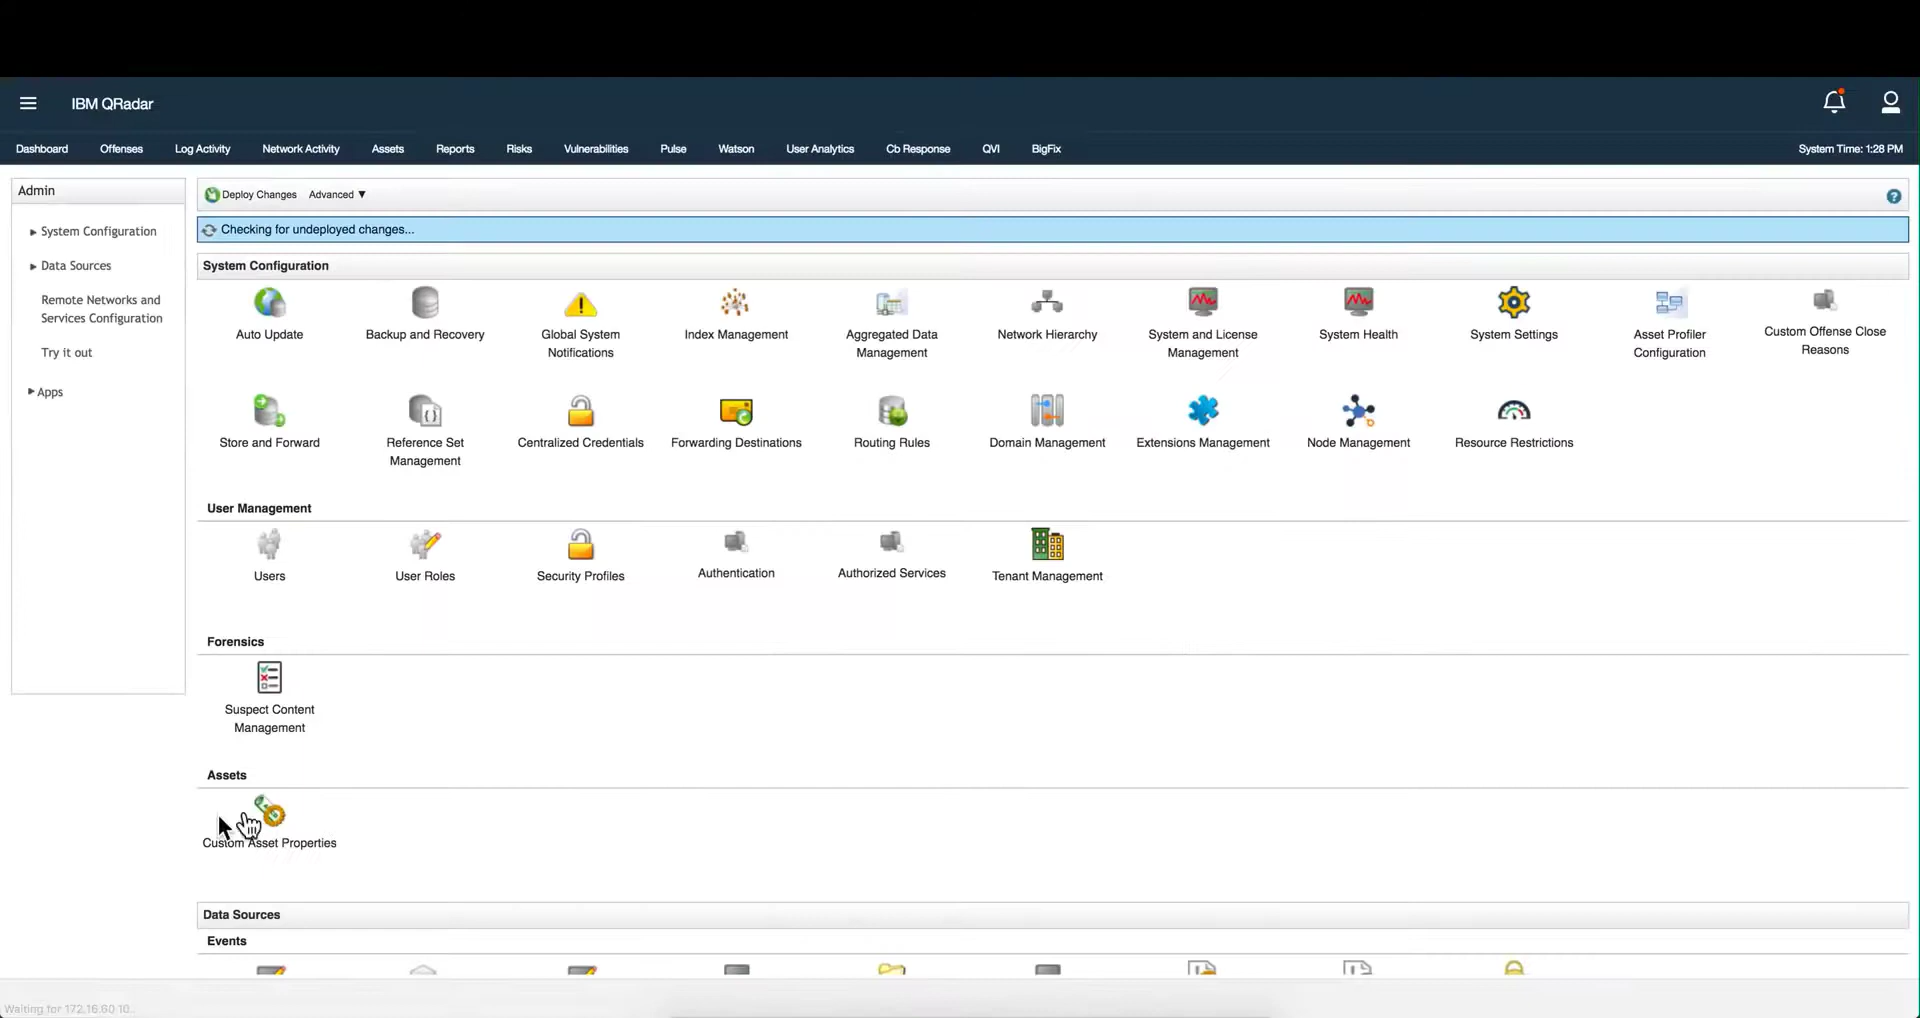 IBM QRadar
Dashboard Offenses Log Activity Network Activity Assets Reports Risks Vulnerabilities Pulse Watson User Analytics Cb Response QVI BigFix System Time: 1:28 PM
Admin
System Configuration
Data Sources
Remote Networks and
Services Configuration
Try it out
Apps
Deploy Changes Advanced ▼
Checking for undeployed changes...
System Configuration
Auto Update
Backup and Recovery
Global System
Notifications
Index Management
Aggregated Data
Management
Network Hierarchy
System and License
Management
System Health
System Settings
Asset Profiler
Configuration
Custom Offense Close
Reasons
Store and Forward
Reference Set
Management
Centralized Credentials
Forwarding Destinations
Routing Rules
Domain Management
Extensions Management
Node Management
Resource Restrictions
User Management
Users
User Roles
Security Profiles
Authentication
Authorized Services
Tenant Management
Forensics
Suspect Content
Management
Assets
Custom Asset Properties
Data Sources
Events
Waiting for 172.16.60.10...